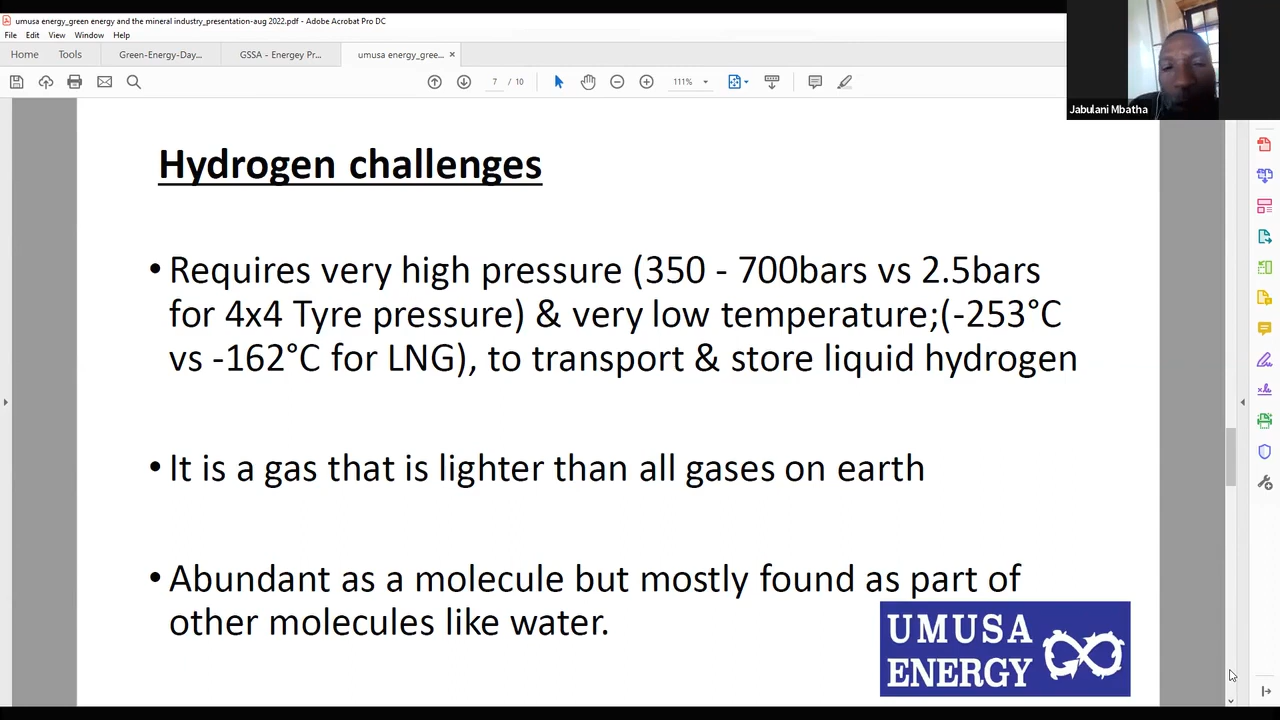 umusa energy_green energy and the mineral industry_presentation-aug 2022.pdf - Adobe Acrobat Pro DC
File Edit View Window Help
Home Tools Green-Energy-Day... GSSA - Energey Pr... umusa energy_gree... ×
7 / 10 111%
Jabulani Mbatha
Hydrogen challenges
• Requires very high pressure (350 - 700bars vs 2.5bars
for 4x4 Tyre pressure) & very low temperature;(-253°C
vs -162°C for LNG), to transport & store liquid hydrogen
• It is a gas that is lighter than all gases on earth
• Abundant as a molecule but mostly found as part of
other molecules like water.
UMUSA
ENERGY